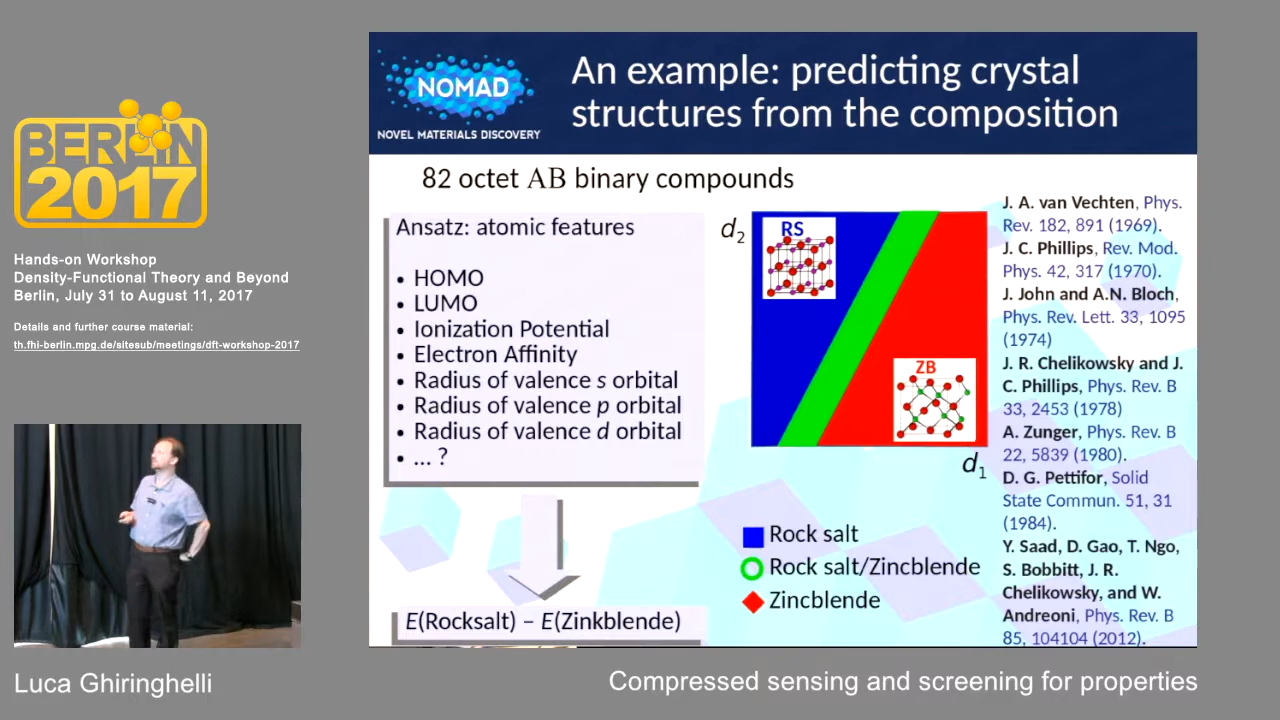 BERLIN
2017
Hands-on Workshop
Density-Functional Theory and Beyond
Berlin, July 31 to August 11, 2017
Details and further course material:
th.fhi-berlin.mpg.de/sitesub/meetings/dft-workshop-2017
Luca Ghiringhelli
NOMAD
NOVEL MATERIALS DISCOVERY
An example: predicting crystal
structures from the composition
82 octet AB binary compounds
Ansatz: atomic features
• HOMO
• LUMO
• Ionization Potential
• Electron Affinity
• Radius of valence s orbital
• Radius of valence p orbital
• Radius of valence d orbital
• ... ?
E(Rocksalt) – E(Zinkblende)
d2
RS
ZB
d1
Rock salt
Rock salt/Zincblende
Zincblende
J. A. van Vechten, Phys.
Rev. 182, 891 (1969).
J. C. Phillips, Rev. Mod.
Phys. 42, 317 (1970).
J. John and A.N. Bloch,
Phys. Rev. Lett. 33, 1095
(1974)
J. R. Chelikowsky and J.
C. Phillips, Phys. Rev. B
33, 2453 (1978)
A. Zunger, Phys. Rev. B
22, 5839 (1980).
D. G. Pettifor, Solid
State Commun. 51, 31
(1984).
Y. Saad, D. Gao, T. Ngo,
S. Bobbitt, J. R.
Chelikowsky, and W.
Andreoni, Phys. Rev. B
85, 104104 (2012).
Compressed sensing and screening for properties